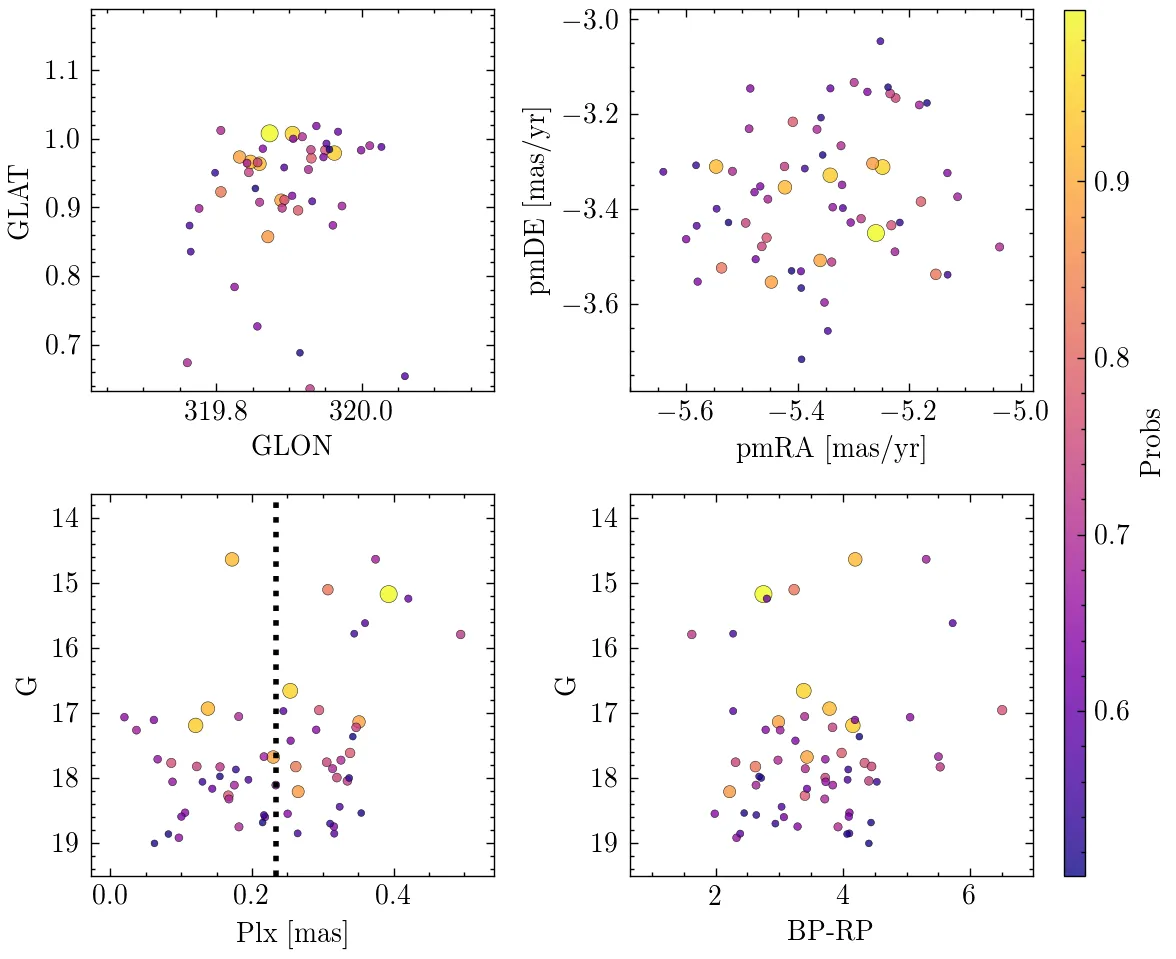 1.1
1.0
0.9
0.8
0.7
GLAT
319.8 320.0
GLON
−3.0
−3.2
−3.4
−3.6
pmDE [mas/yr]
−5.6 −5.4 −5.2 −5.0
pmRA [mas/yr]
14
15
16
17
18
19
G
0.0 0.2 0.4
Plx [mas]
14
15
16
17
18
19
G
2 4 6
BP-RP
0.9
0.8
0.7
0.6
Probs